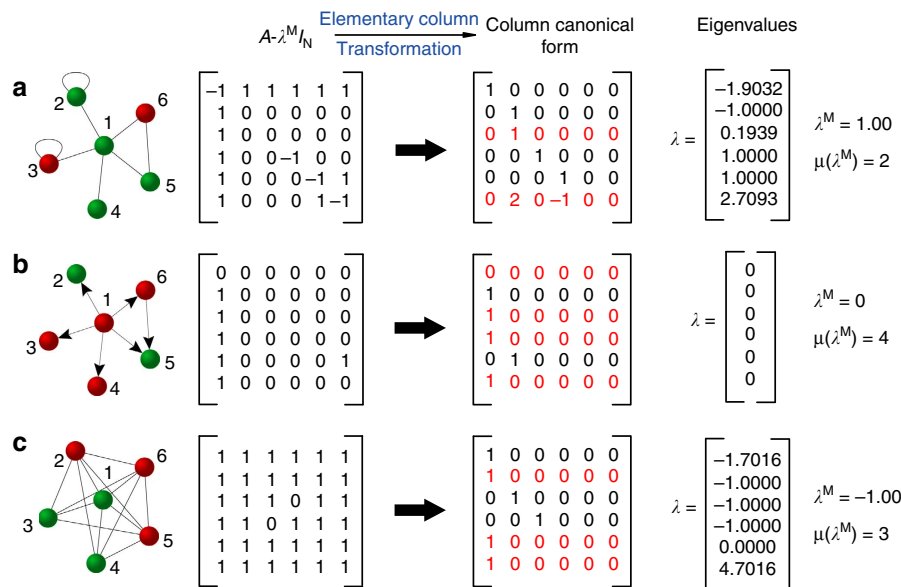 A-λᴹI_N
Elementary column
Transformation
Column canonical
form
Eigenvalues
a
2
1
6
3
5
4
−1 1 1 1 1 1
1 0 0 0 0 0
1 0 0 0 0 0
1 0 0 −1 0 0
1 0 0 0 −1 1
1 0 0 0 1 −1
1 0 0 0 0 0
0 1 0 0 0 0
0 1 0 0 0 0
0 0 1 0 0 0
0 0 0 1 0 0
0 2 0 −1 0 0
λ =
−1.9032
−1.0000
0.1939
1.0000
1.0000
2.7093
λᴹ = 1.00
μ(λᴹ) = 2
b
2
1
6
3
5
4
0 0 0 0 0 0
1 0 0 0 0 0
1 0 0 0 0 0
1 0 0 0 0 0
1 0 0 0 0 1
1 0 0 0 0 0
0 0 0 0 0 0
1 0 0 0 0 0
1 0 0 0 0 0
1 0 0 0 0 0
0 1 0 0 0 0
1 0 0 0 0 0
λ =
0
0
0
0
0
0
λᴹ = 0
μ(λᴹ) = 4
c
2
1
6
3
5
4
1 1 1 1 1 1
1 1 1 1 1 1
1 1 1 0 1 1
1 1 0 1 1 1
1 1 1 1 1 1
1 1 1 1 1 1
1 0 0 0 0 0
1 0 0 0 0 0
0 1 0 0 0 0
0 0 1 0 0 0
1 0 0 0 0 0
1 0 0 0 0 0
λ =
−1.7016
−1.0000
−1.0000
−1.0000
0.0000
4.7016
λᴹ = −1.00
μ(λᴹ) = 3